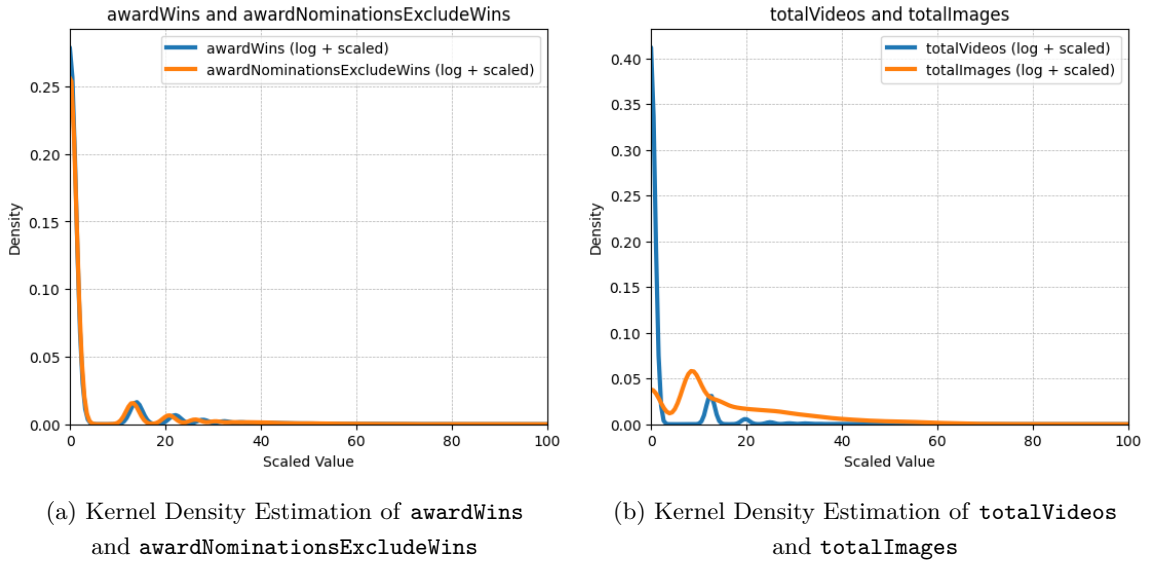 awardWins and awardNominationsExcludeWins
awardWins (log + scaled)
awardNominationsExcludeWins (log + scaled)
0.25
0.20
0.15
0.10
0.05
0.00
Density
0
20
40
60
80
100
Scaled Value
(a) Kernel Density Estimation of awardWins
and awardNominationsExcludeWins
totalVideos and totalImages
totalVideos (log + scaled)
totalImages (log + scaled)
0.40
0.35
0.30
0.25
0.20
0.15
0.10
0.05
0.00
Density
0
20
40
60
80
100
Scaled Value
(b) Kernel Density Estimation of totalVideos
and totalImages